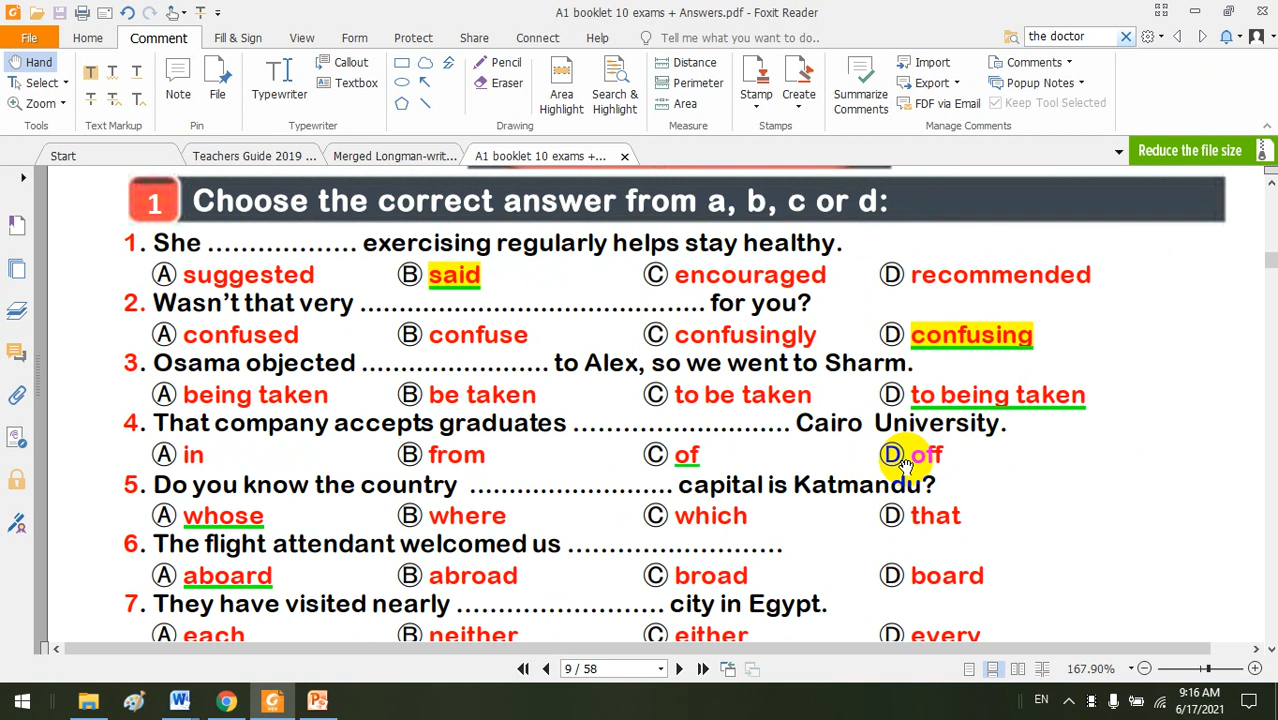 A1 booklet 10 exams + Answers.pdf - Foxit Reader
File Home Comment Fill & Sign View Form Protect Share Connect Help Tell me what you want to do.. the doctor
Hand Select Zoom Tools
Text Markup
Note File Pin
Typewriter Callout Textbox Typewriter
Pencil Eraser Area Highlight Search & Highlight Drawing
Distance Perimeter Area Measure
Stamp Create Stamps
Summarize Comments Import Export FDF via Email Comments Popup Notes Keep Tool Selected Manage Comments
Start Teachers Guide 2019 ... Merged Longman-writ... A1 booklet 10 exams +... Reduce the file size
1 Choose the correct answer from a, b, c or d:
1. She .................. exercising regularly helps stay healthy.
Ⓐ suggested Ⓑ said Ⓒ encouraged Ⓓ recommended
2. Wasn't that very .......................................... for you?
Ⓐ confused Ⓑ confuse Ⓒ confusingly Ⓓ confusing
3. Osama objected ....................... to Alex, so we went to Sharm.
Ⓐ being taken Ⓑ be taken Ⓒ to be taken Ⓓ to being taken
4. That company accepts graduates ........................... Cairo University.
Ⓐ in Ⓑ from Ⓒ of Ⓓ off
5. Do you know the country ......................... capital is Katmandu?
Ⓐ whose Ⓑ where Ⓒ which Ⓓ that
6. The flight attendant welcomed us ...........................
Ⓐ aboard Ⓑ abroad Ⓒ broad Ⓓ board
7. They have visited nearly .......................... city in Egypt.
Ⓐ each Ⓑ neither Ⓒ either Ⓓ every
9 / 58 167.90%
EN 9:16 AM
6/17/2021